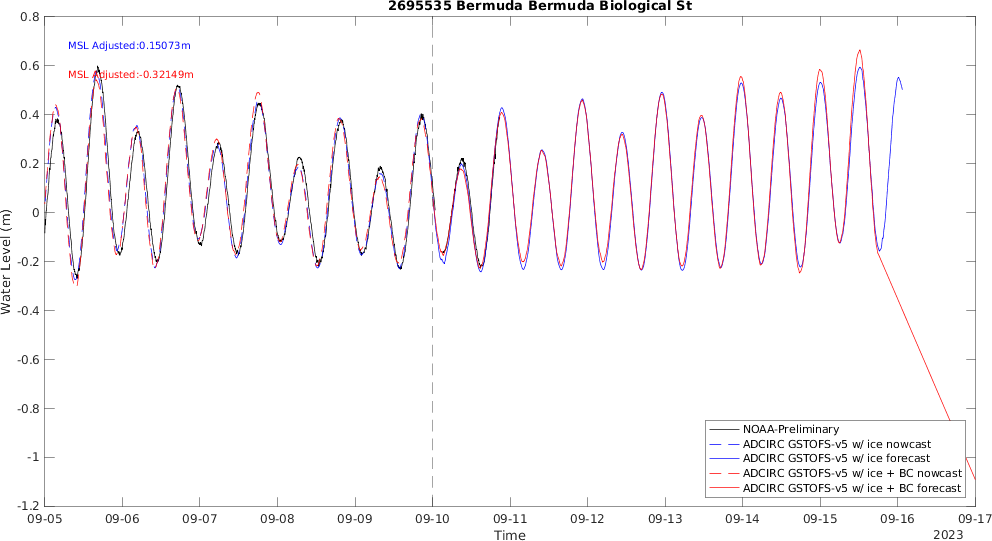 2695535 Bermuda Bermuda Biological St
MSL Adjusted:0.15073m
MSL Adjusted:-0.32149m
Water Level (m)
0.8
0.6
0.4
0.2
0
-0.2
-0.4
-0.6
-0.8
-1
-1.2
NOAA-Preliminary
ADCIRC GSTOFS-v5 w/ ice nowcast
ADCIRC GSTOFS-v5 w/ ice forecast
ADCIRC GSTOFS-v5 w/ ice + BC nowcast
ADCIRC GSTOFS-v5 w/ ice + BC forecast
09-05 09-06 09-07 09-08 09-09 09-10 09-11 09-12 09-13 09-14 09-15 09-16 09-17
Time
2023